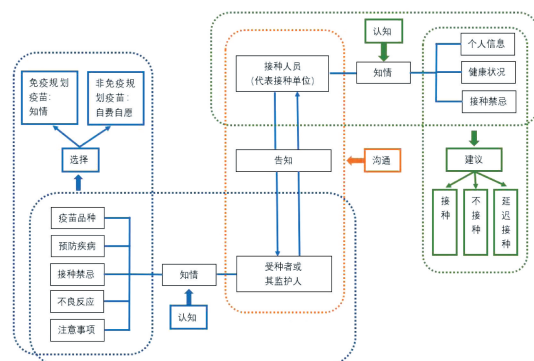 认知
接种人员
(代表接种单位)
知情
个人信息
健康状况
接种禁忌
免疫规划
疫苗:
知情
非免疫规
划疫苗:
自费自愿
选择
告知
沟通
建议
接种
不接种
延迟接种
疫苗品种
预防疾病
接种禁忌
不良反应
注意事项
知情
认知
受种者或
其监护人